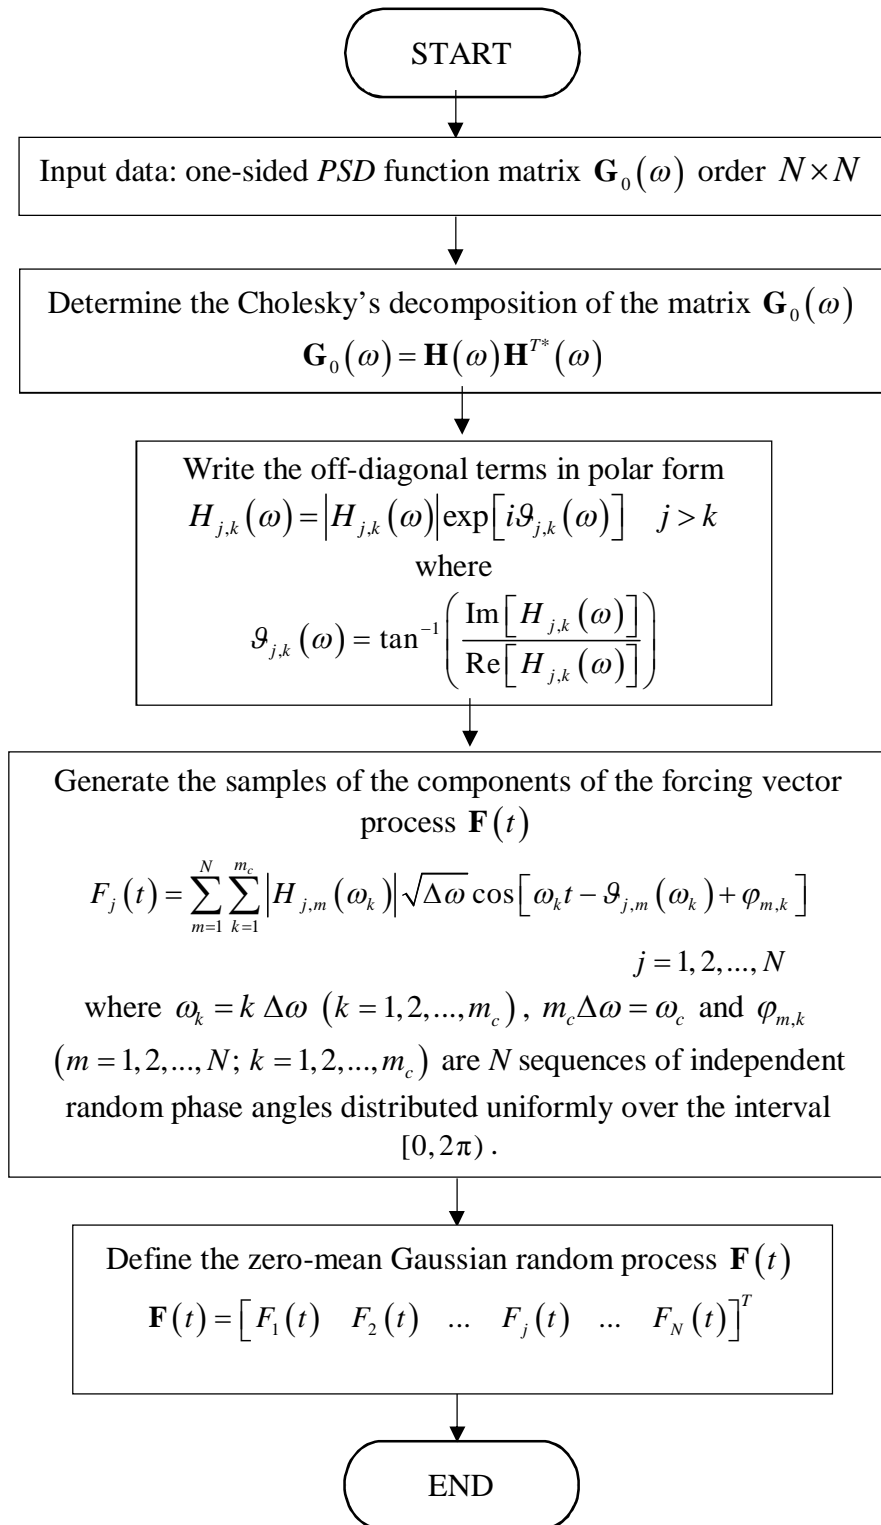 START
Input data: one-sided PSD function matrix 𝐆₀(ω) order N×N
Determine the Cholesky's decomposition of the matrix 𝐆₀(ω)
𝐆₀(ω) = 𝐇(ω)𝐇ᵀ*(ω)
Write the off-diagonal terms in polar form
H_{j,k}(ω) = |H_{j,k}(ω)| exp[iϑ_{j,k}(ω)] j > k
where
ϑ_{j,k}(ω) = tan⁻¹(Im[H_{j,k}(ω)] / Re[H_{j,k}(ω)])
Generate the samples of the components of the forcing vector
process 𝐅(t)
F_j(t) = ∑_{m=1}^{N} ∑_{k=1}^{m_c} |H_{j,m}(ω_k)| √Δω cos[ω_k t − ϑ_{j,m}(ω_k) + φ_{m,k}]
j = 1, 2, ..., N
where ω_k = k Δω (k = 1, 2, ..., m_c), m_c Δω = ω_c and φ_{m,k}
(m = 1, 2, ..., N; k = 1, 2, ..., m_c) are N sequences of independent
random phase angles distributed uniformly over the interval
[0, 2π).
Define the zero-mean Gaussian random process 𝐅(t)
𝐅(t) = [F₁(t) F₂(t) ... F_j(t) ... F_N(t)]ᵀ
END